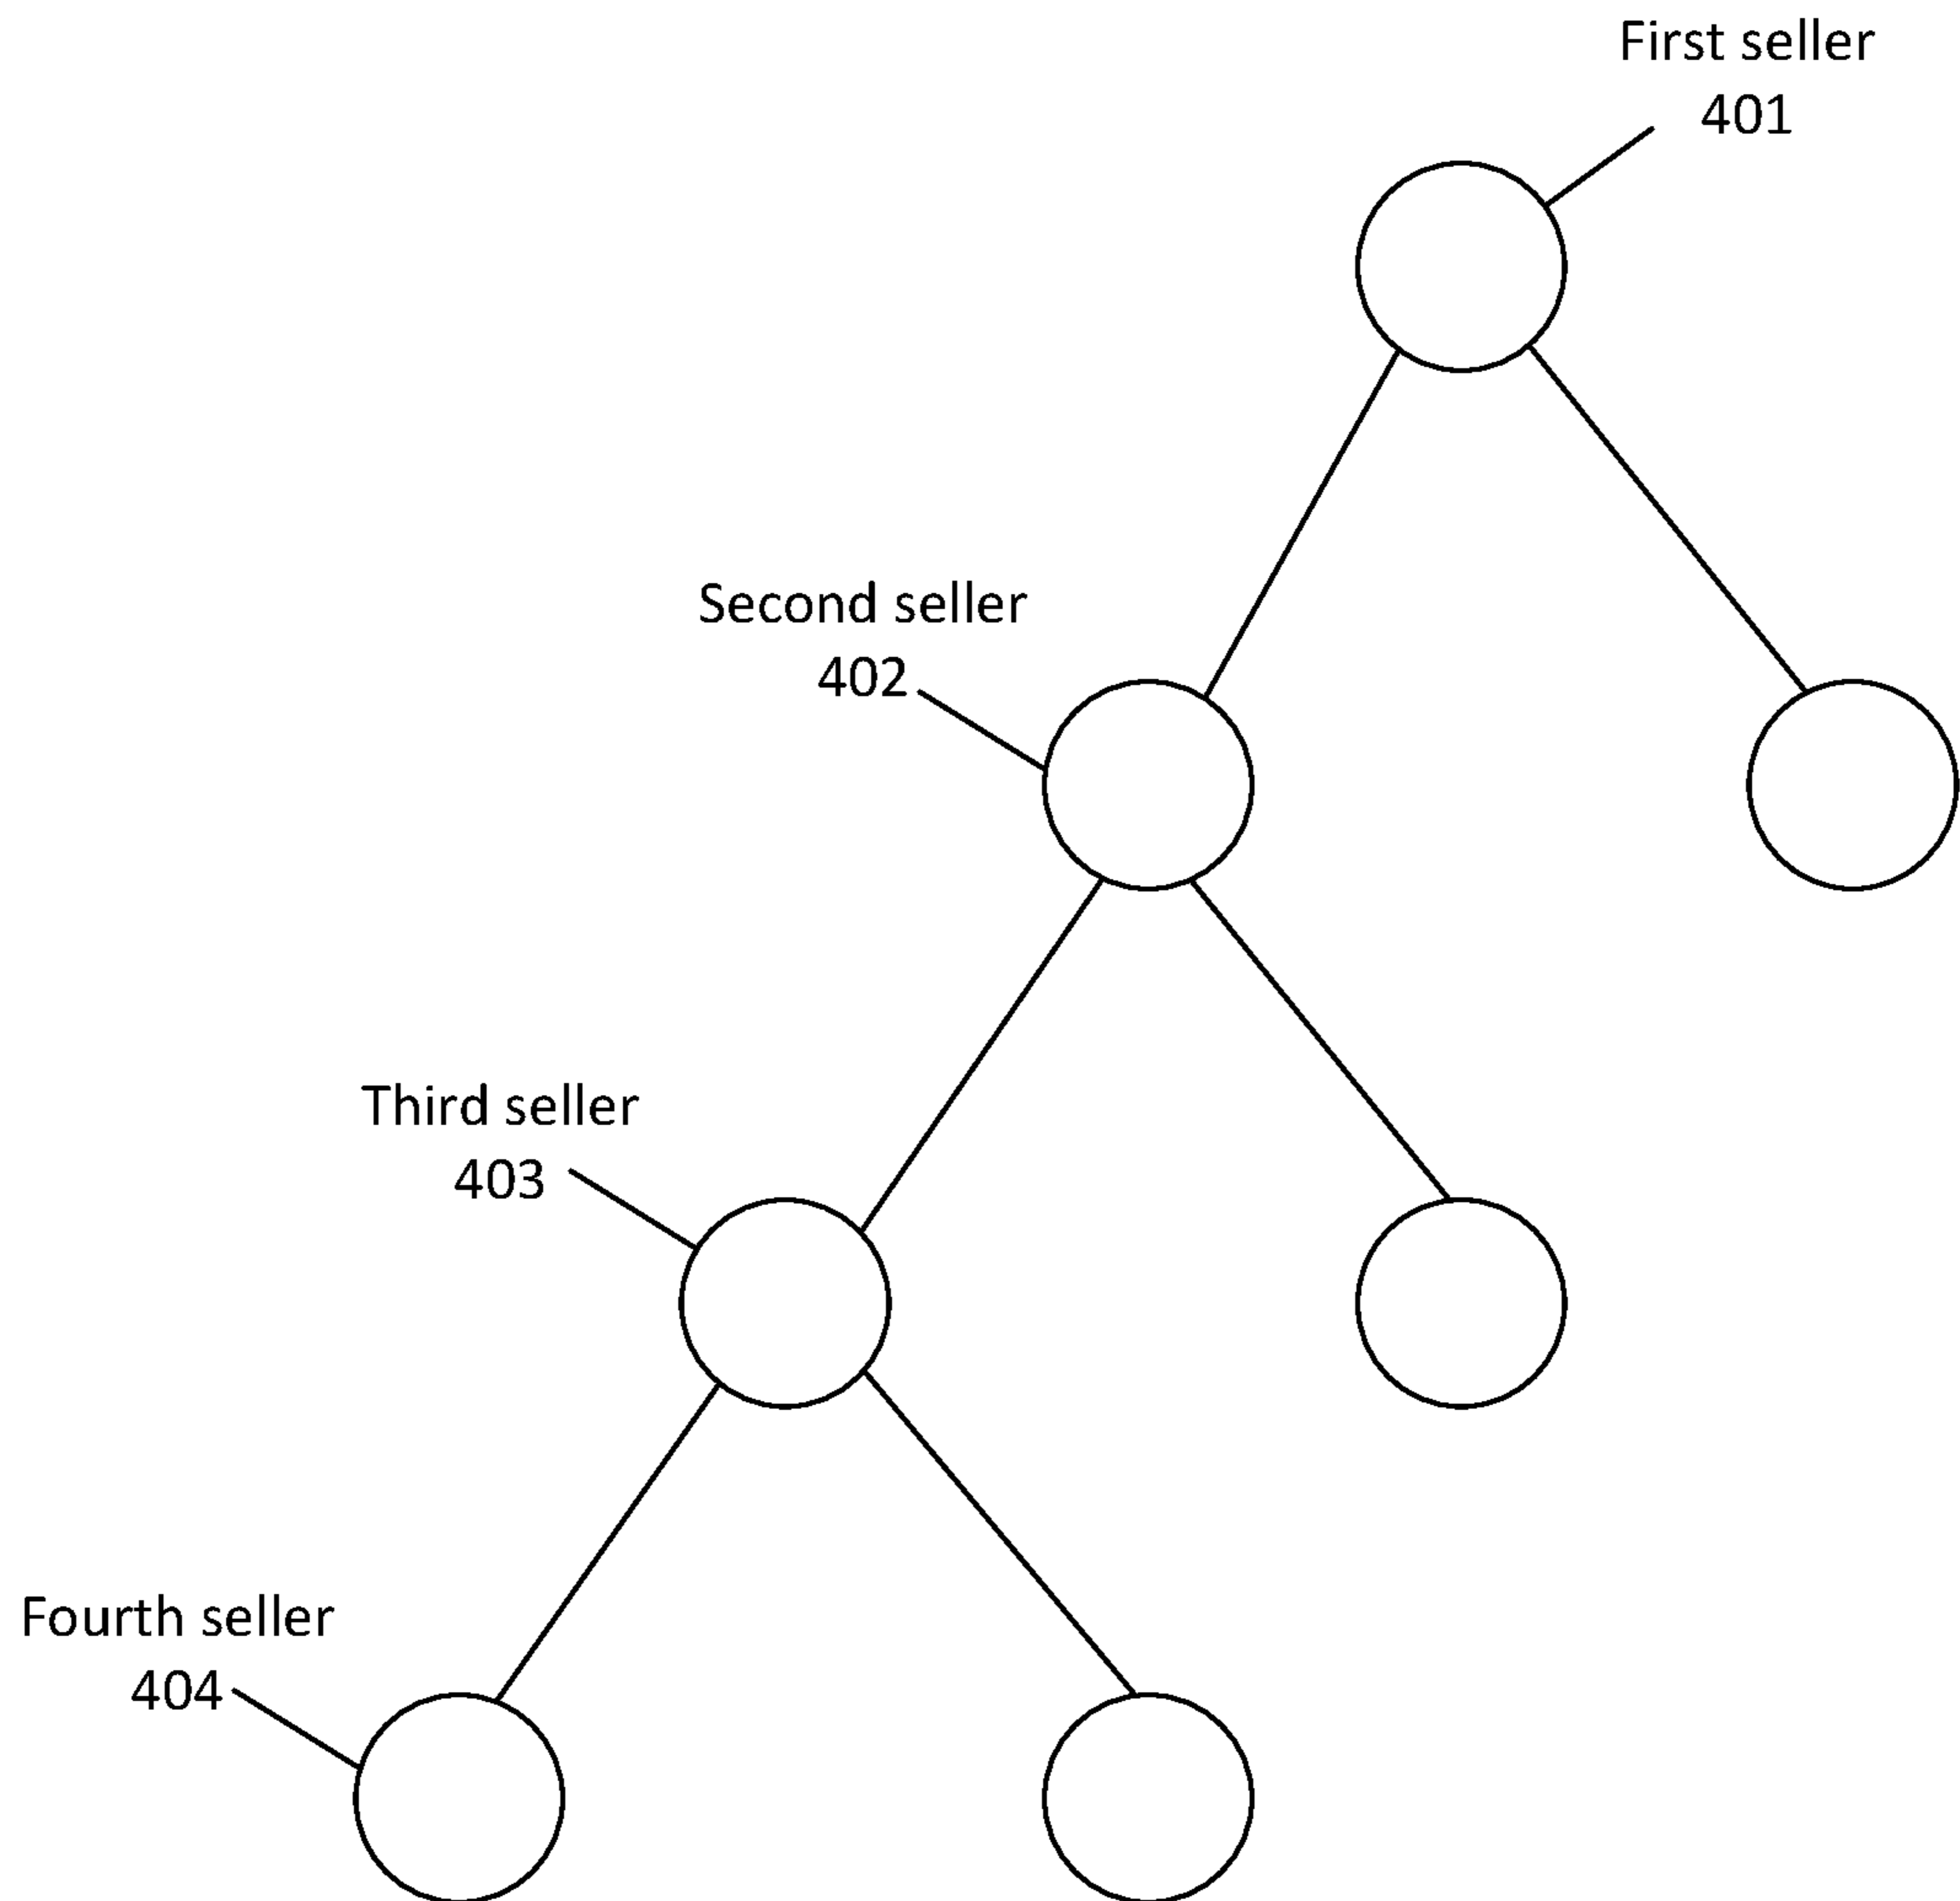 First seller
401
Second seller
402
Third seller
403
Fourth seller
404